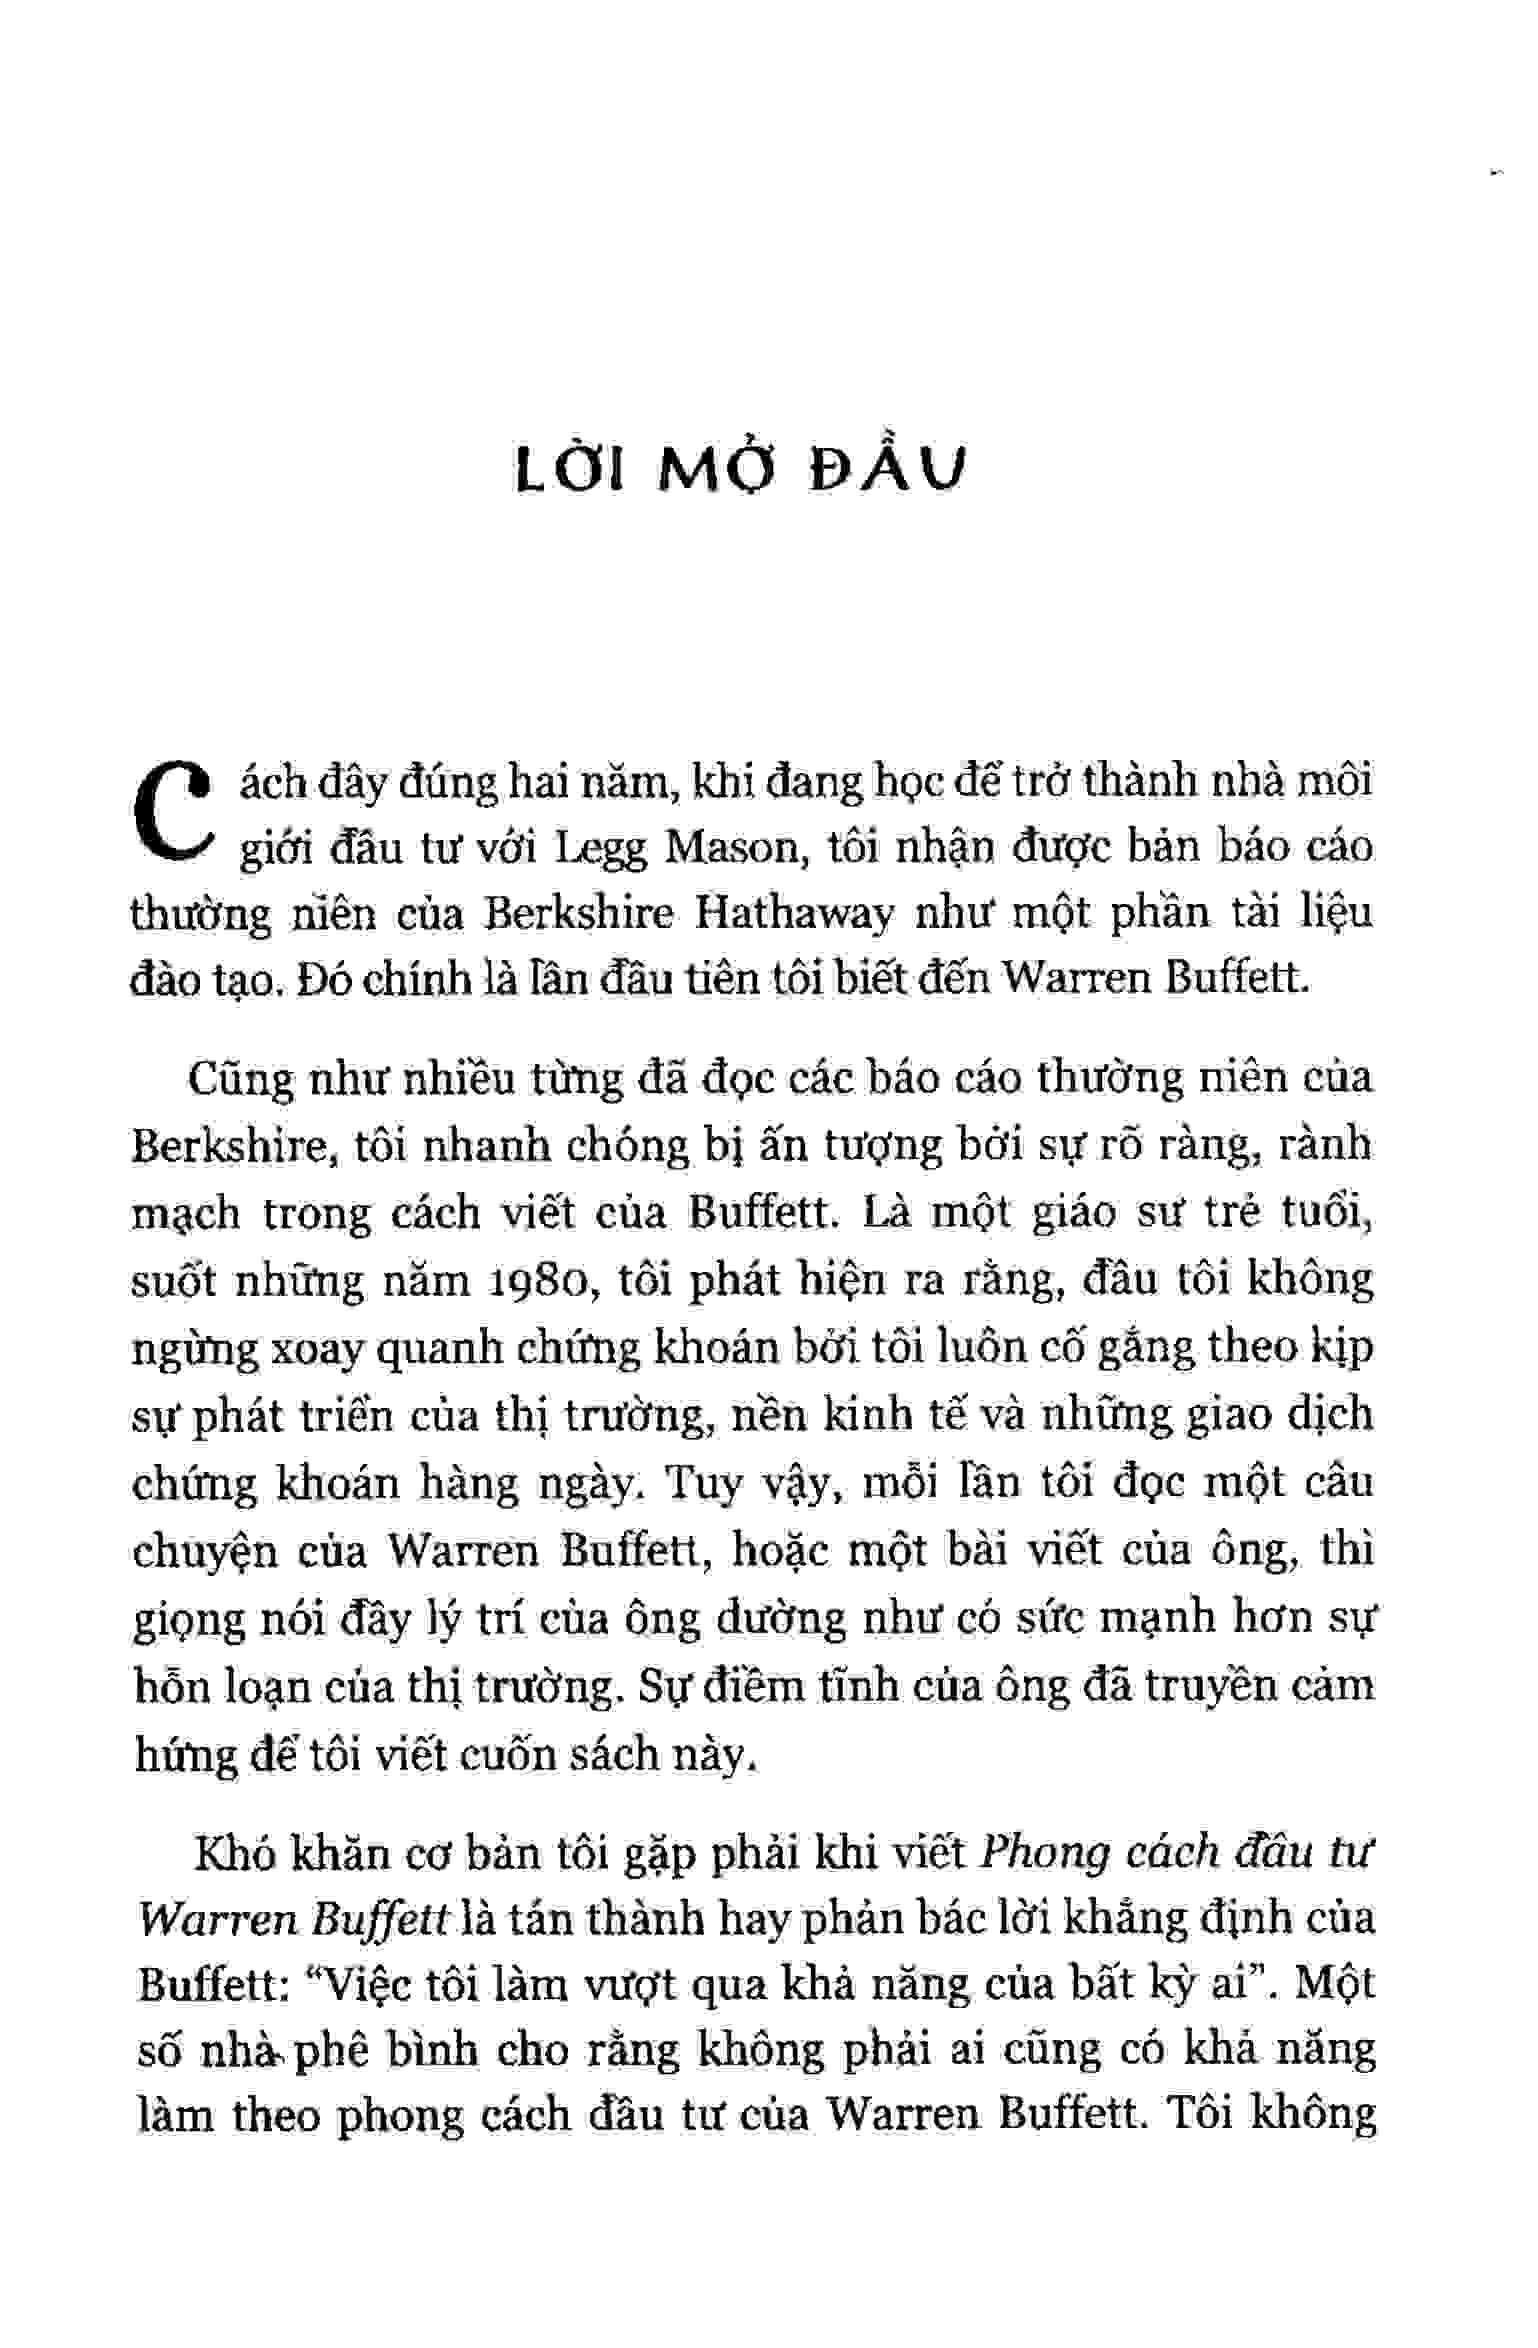 LỜI MỞ ĐẦU
Cách đây đúng hai năm, khi đang học để trở thành nhà môi
giới đầu tư với Legg Mason, tôi nhận được bản báo cáo
thường niên của Berkshire Hathaway như một phần tài liệu
đào tạo. Đó chính là lần đầu tiên tôi biết đến Warren Buffett.
Cũng như nhiều từng đã đọc các báo cáo thường niên của
Berkshire, tôi nhanh chóng bị ấn tượng bởi sự rõ ràng, rành
mạch trong cách viết của Buffett. Là một giáo sư trẻ tuổi,
suốt những năm 1980, tôi phát hiện ra rằng, đầu tôi không
ngừng xoay quanh chứng khoán bởi tôi luôn cố gắng theo kịp
sự phát triển của thị trường, nền kinh tế và những giao dịch
chứng khoán hàng ngày. Tuy vậy, mỗi lần tôi đọc một câu
chuyện của Warren Buffett, hoặc một bài viết của ông, thì
giọng nói đầy lý trí của ông dường như có sức mạnh hơn sự
hỗn loạn của thị trường. Sự điềm tĩnh của ông đã truyền cảm
hứng để tôi viết cuốn sách này.
Khó khăn cơ bản tôi gặp phải khi viết Phong cách đầu tư
Warren Buffett là tán thành hay phản bác lời khẳng định của
Buffett: “Việc tôi làm vượt qua khả năng của bất kỳ ai”. Một
số nhà phê bình cho rằng không phải ai cũng có khả năng
làm theo phong cách đầu tư của Warren Buffett. Tôi không